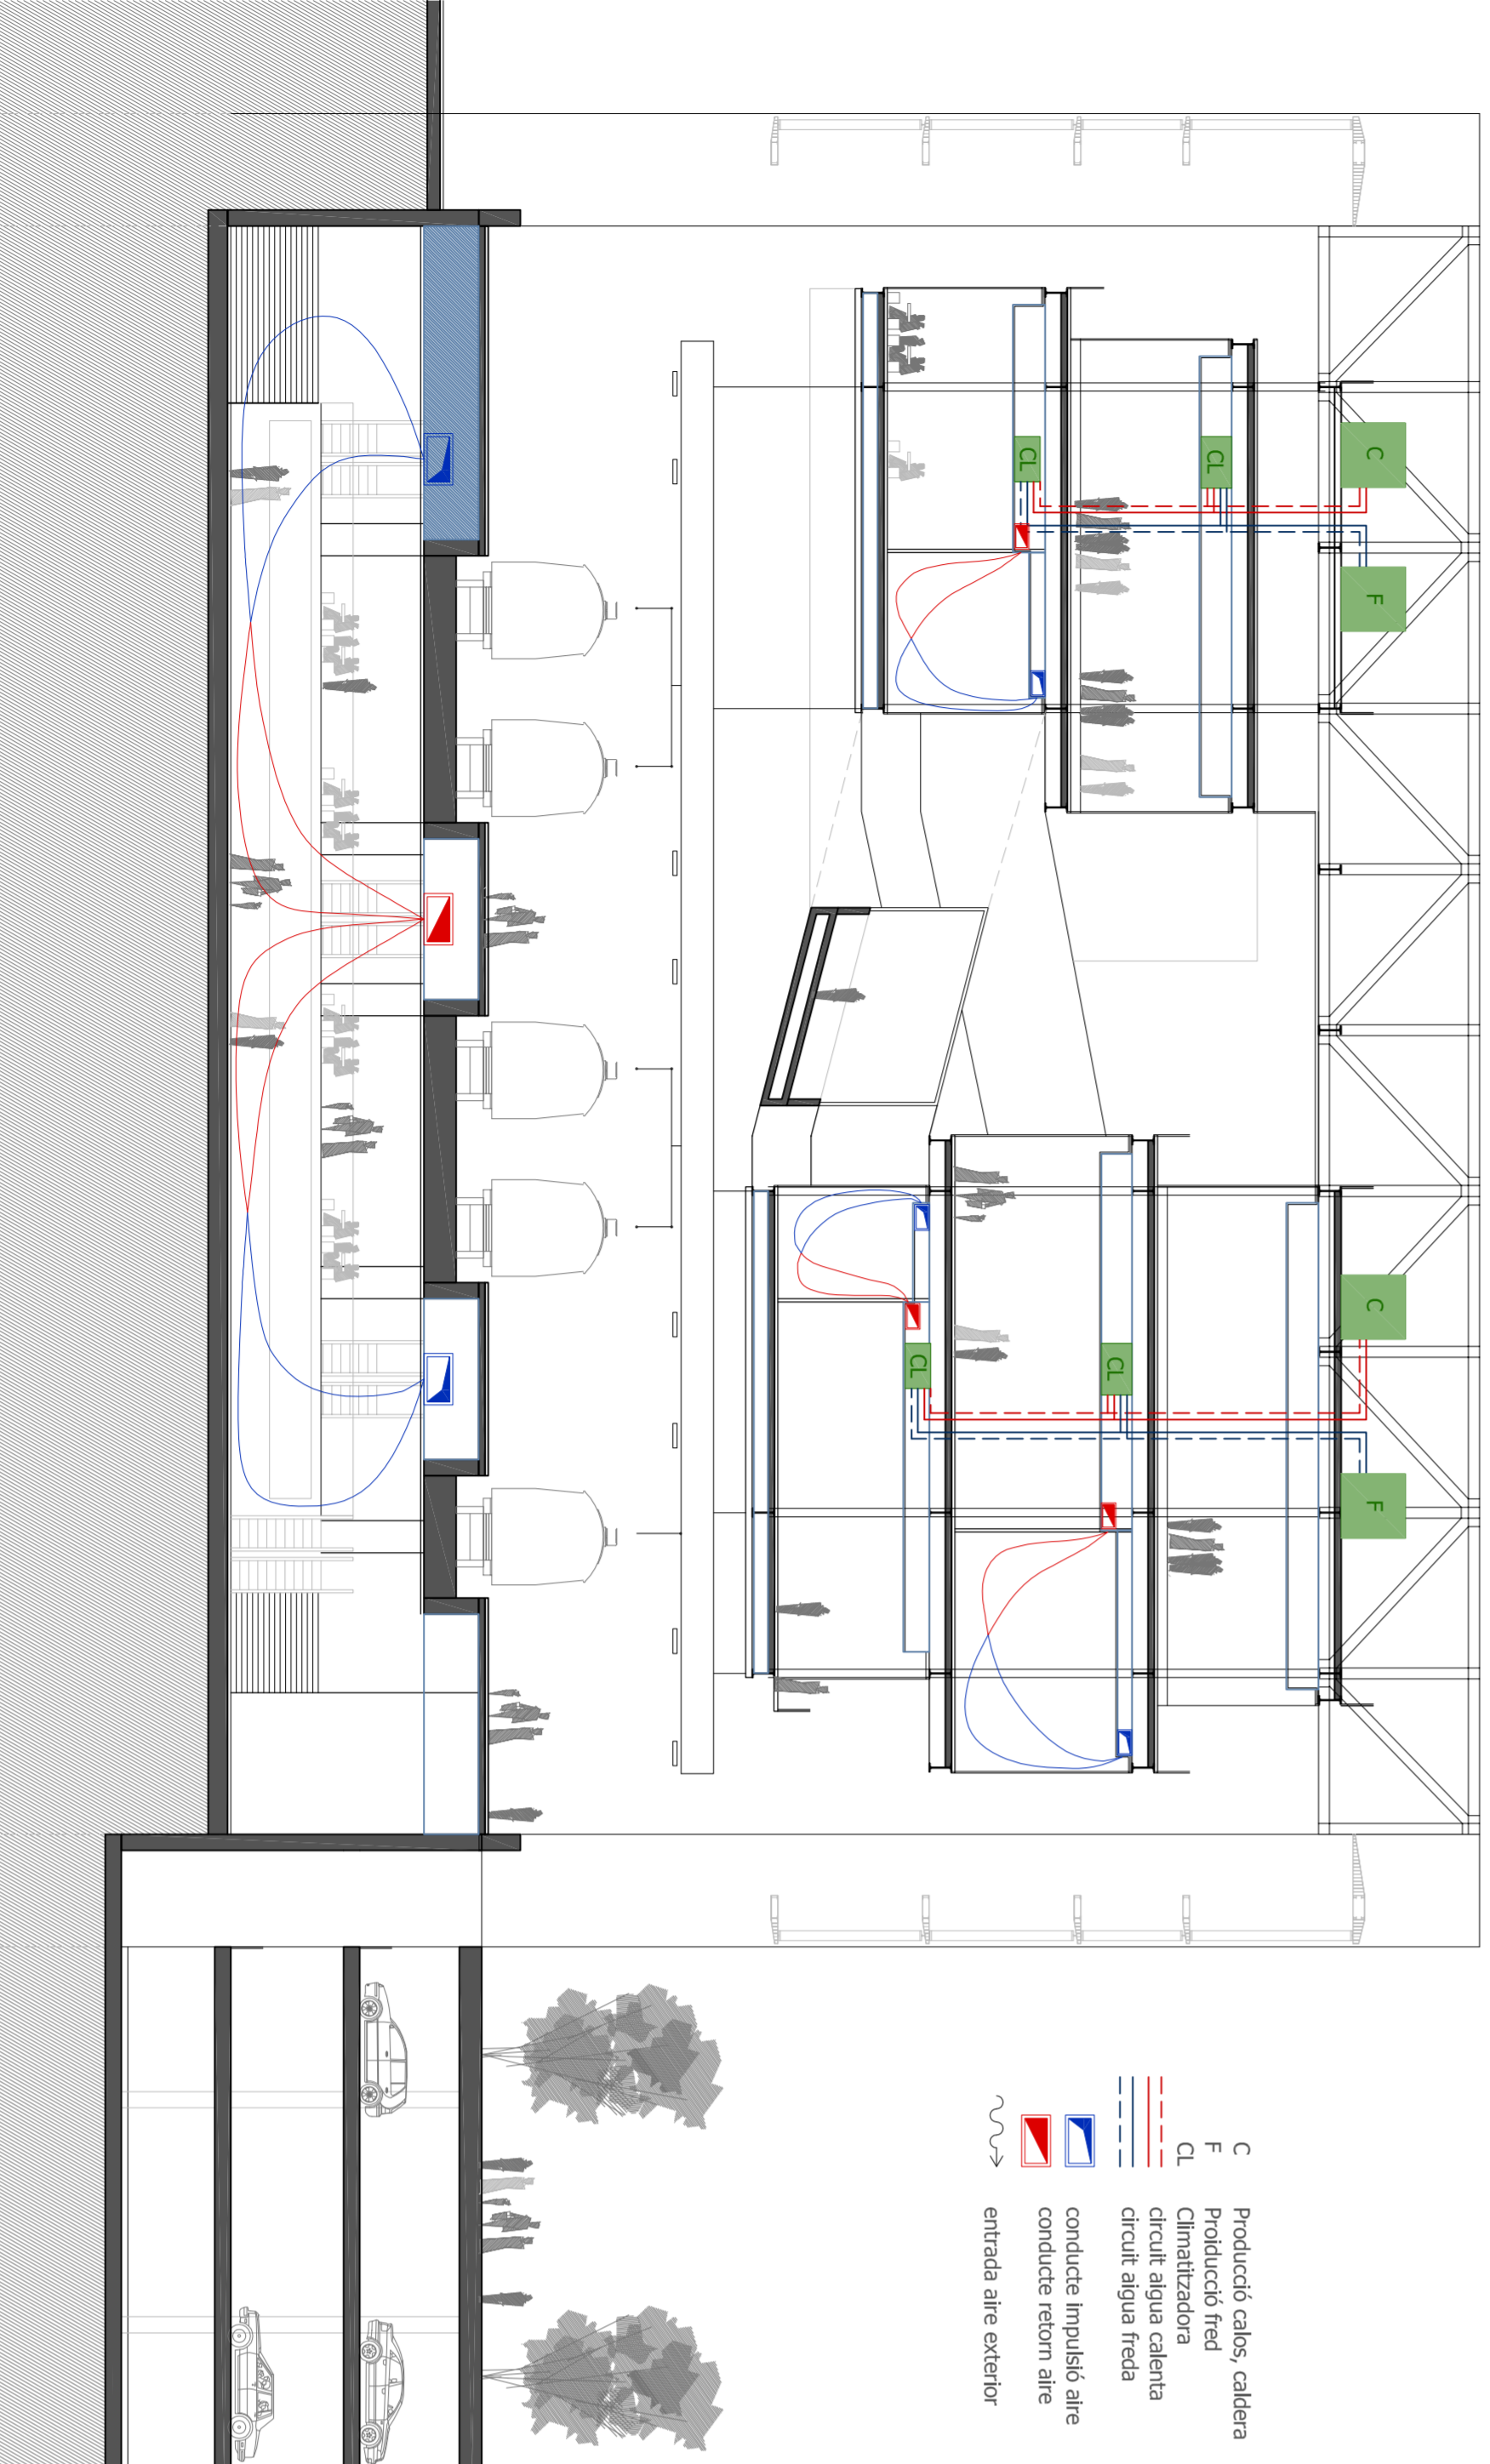 C
F
C
F
CL
CL
CL
CL
C Producció calos, caldera
F Proiducció fred
CL Climatitzadora
circuit aigua calenta
circuit aigua freda
conducte impulsió aire
conducte retorn aire
entrada aire exterior